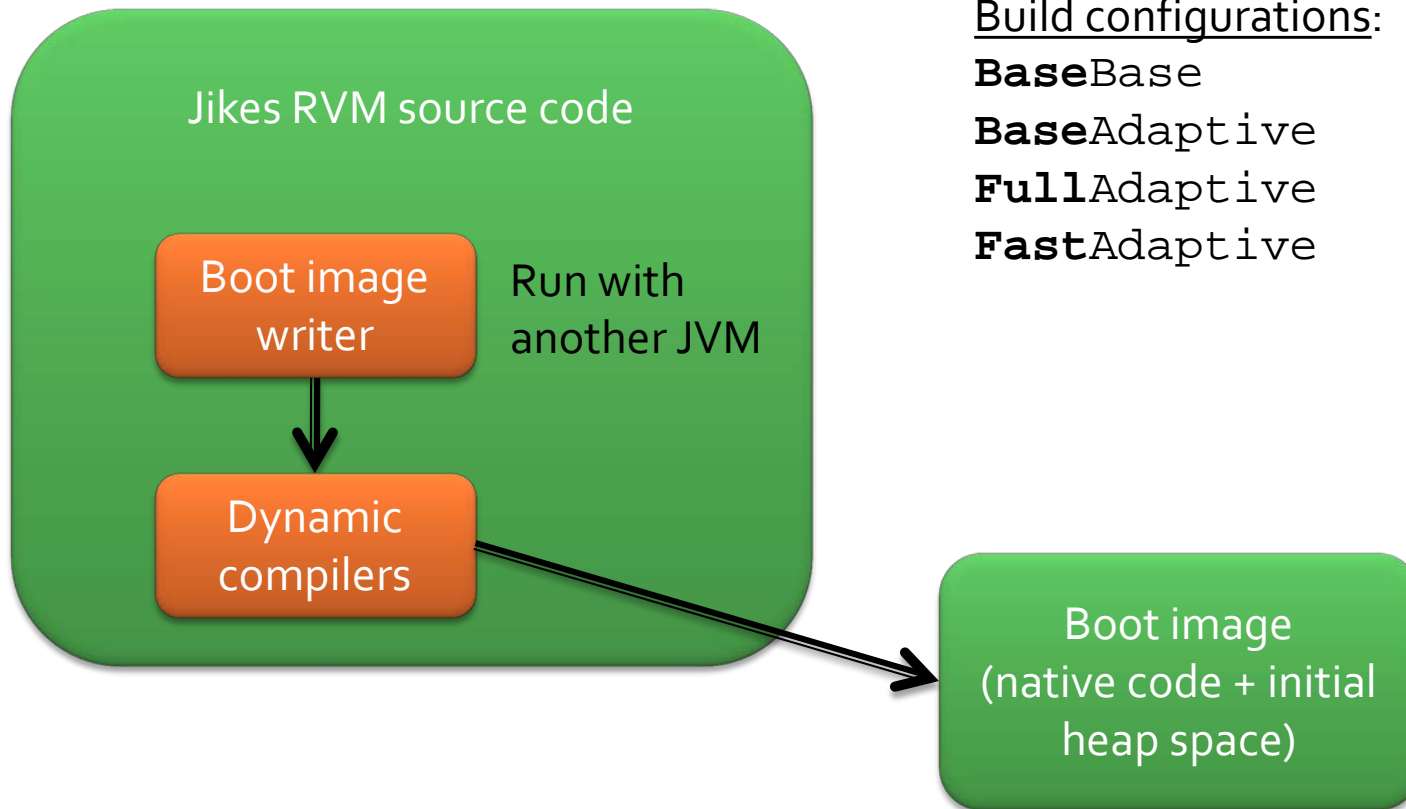 Jikes RVM source code
Boot image
writer
Run with
another JVM
Dynamic
compilers
Boot image
(native code + initial
heap space)
Build configurations:
BaseBase
BaseAdaptive
FullAdaptive
FastAdaptive